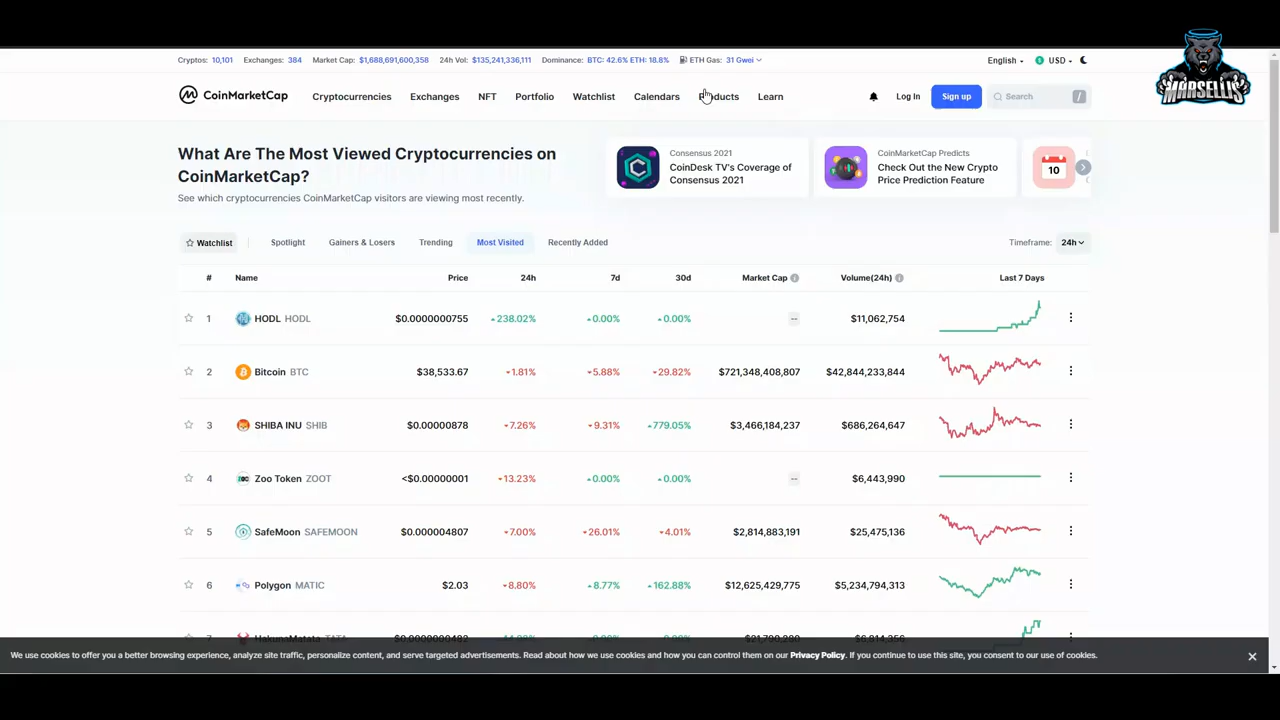 Cryptos: 10,101 Exchanges: 384 Market Cap: $1,688,691,600,358 24h Vol: $135,241,336,111 Dominance: BTC: 42.6% ETH: 18.8% ETH Gas: 31 Gwei English USD
CoinMarketCap Cryptocurrencies Exchanges NFT Portfolio Watchlist Calendars Products Learn Log In Sign up Search /
MARSELLIS
What Are The Most Viewed Cryptocurrencies on
CoinMarketCap?
See which cryptocurrencies CoinMarketCap visitors are viewing most recently.
Consensus 2021
CoinDesk TV's Coverage of
Consensus 2021
CoinMarketCap Predicts
Check Out the New Crypto
Price Prediction Feature
10
Watchlist Spotlight Gainers & Losers Trending Most Visited Recently Added Timeframe: 24h
# Name Price 24h 7d 30d Market Cap Volume(24h) Last 7 Days
1 HODL HODL $0.0000000755 238.02% 0.00% 0.00% -- $11,062,754
2 Bitcoin BTC $38,533.67 1.81% 5.88% 29.82% $721,348,408,807 $42,844,233,844
3 SHIBA INU SHIB $0.00000878 7.26% 9.31% 779.05% $3,466,184,237 $686,264,647
4 Zoo Token ZOOT <$0.00000001 13.23% 0.00% 0.00% -- $6,443,990
5 SafeMoon SAFEMOON $0.000004807 7.00% 26.01% 4.01% $2,814,883,191 $25,475,136
6 Polygon MATIC $2.03 8.80% 8.77% 162.88% $12,625,429,775 $5,234,794,313
7 HakunaMatata TATA $0.0000000482
We use cookies to offer you a better browsing experience, analyze site traffic, personalize content, and serve targeted advertisements. Read about how we use cookies and how you can control them on our Privacy Policy. If you continue to use this site, you consent to our use of cookies.